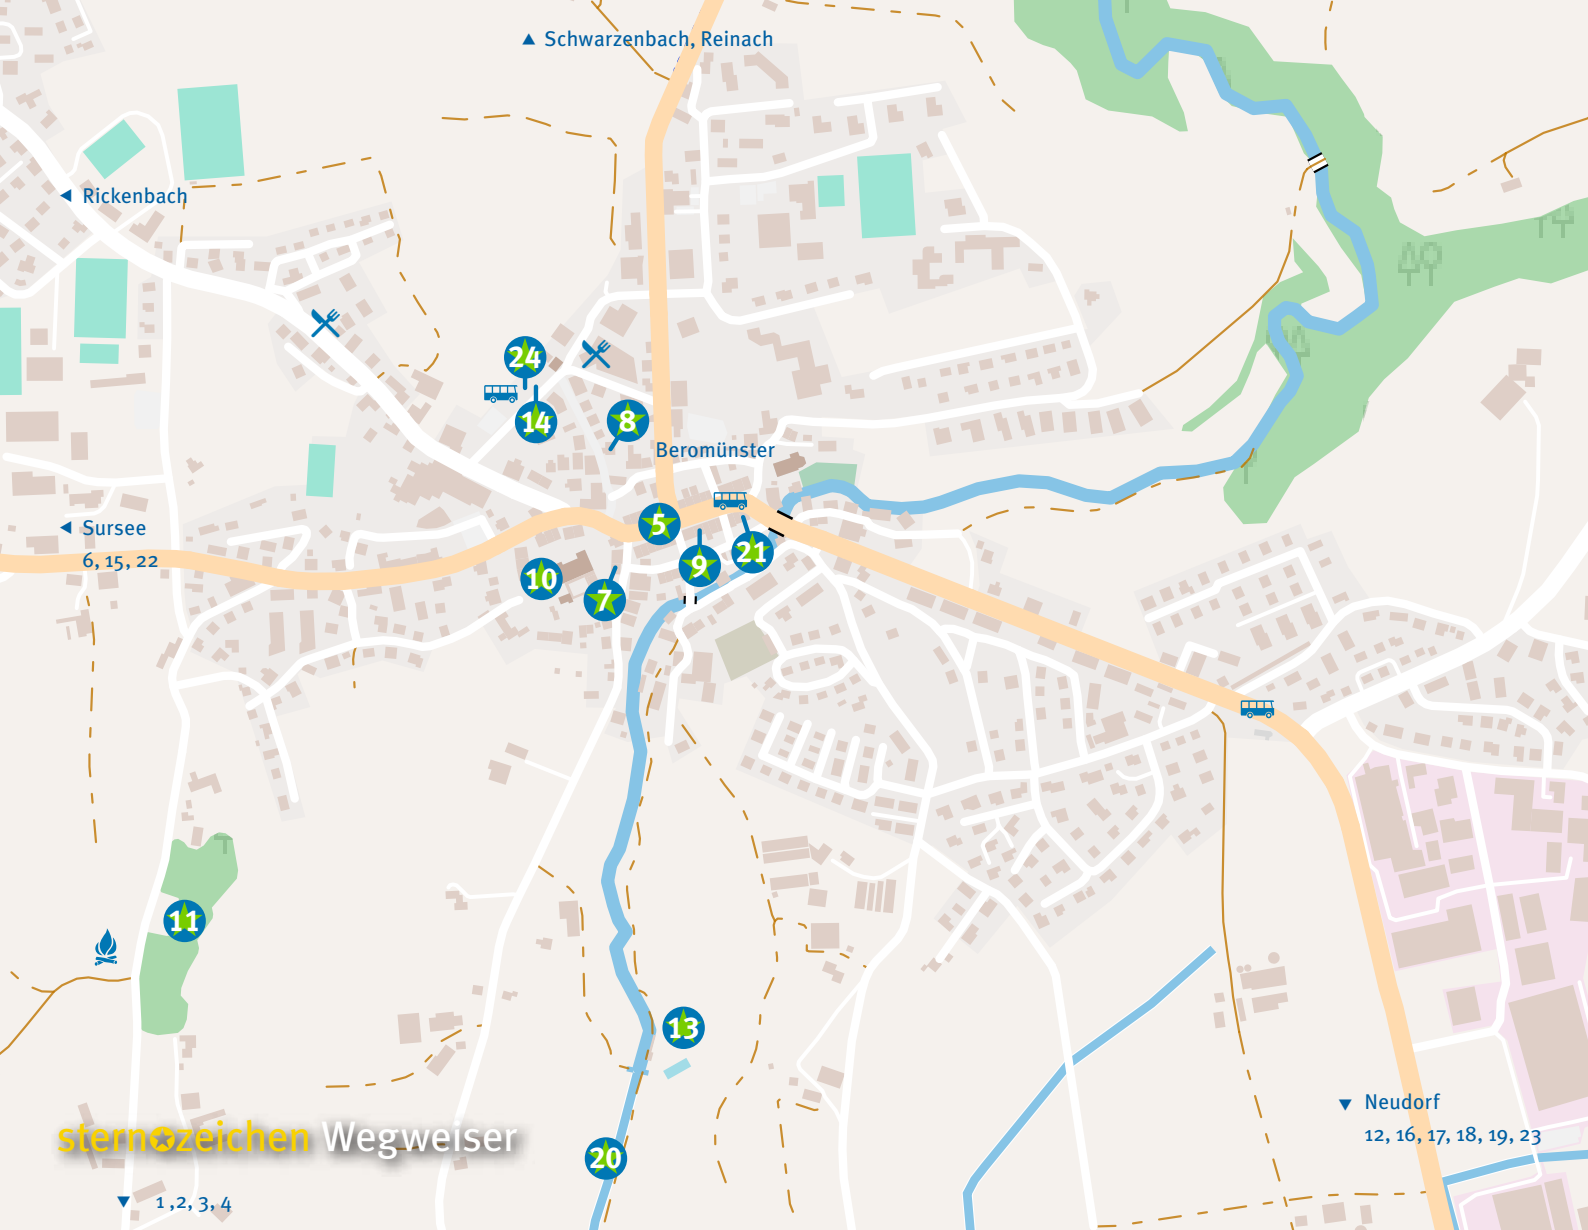 ▲ Schwarzenbach, Reinach
◀ Rickenbach
24
14
8
Beromünster
5
◀ Sursee
6, 15, 22
21
9
10
7
11
13
▼ Neudorf
12, 16, 17, 18, 19, 23
sternzeichen Wegweiser
20
▼ 1 ,2, 3, 4